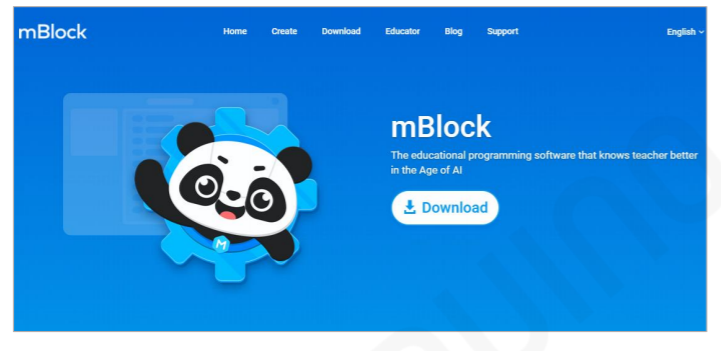 mBlock
Home Create Download Educator Blog Support English
mBlock
The educational programming software that knows teacher better
in the Age of AI
Download
M